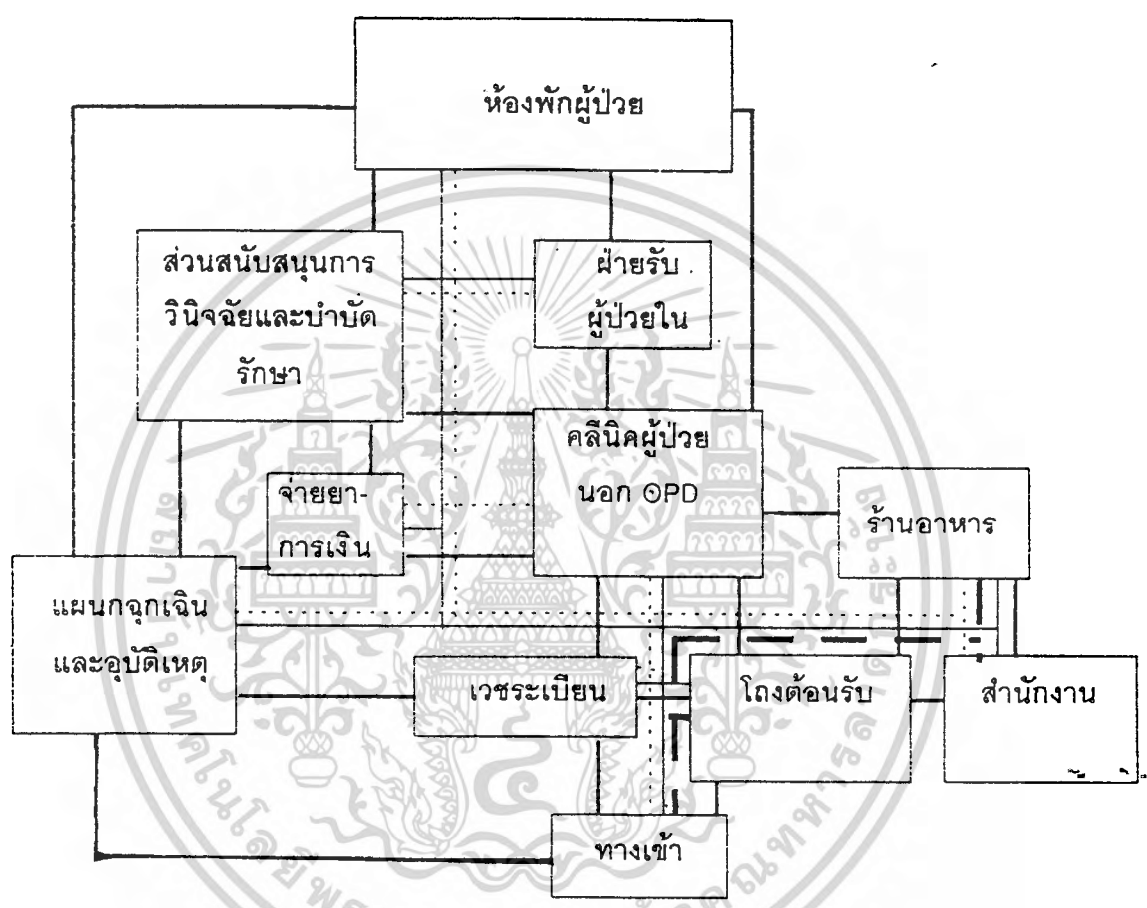 ห้องพักผู้ป่วย
ส่วนสนับสนุนการ
วินิจฉัยและบำบัด
รักษา
ฝ่ายรับ
ผู้ป่วยใน
คลีนิคผู้ป่วย
นอก OPD
จ่ายยา-
การเงิน
ร้านอาหาร
แผนกฉุกเฉิน
และอุบัติเหตุ
เวชระเบียน
โถงต้อนรับ
สำนักงาน
ทางเข้า